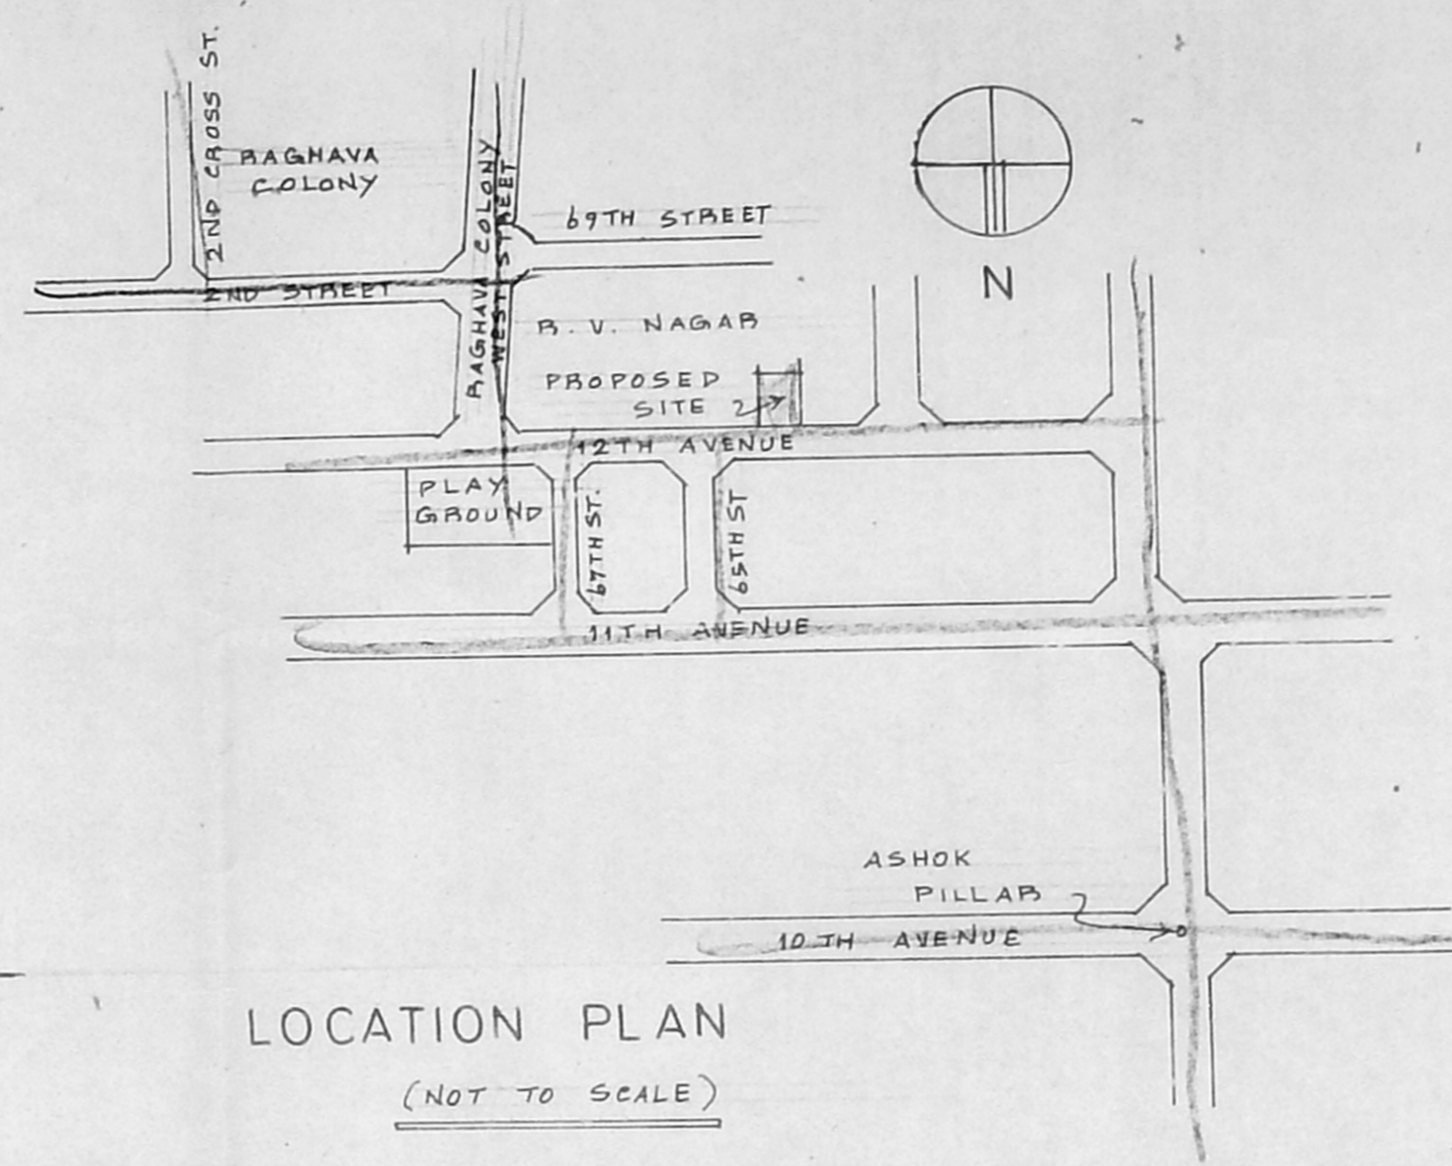 2ND CROSS ST.
RAGHAVA
COLONY
RAGHAVA COLONY
WEST STREET
69TH STREET
2ND STREET
N
R. V. NAGAR
PROPOSED
SITE
12TH AVENUE
PLAY
GROUND
67TH ST.
65TH ST
11TH AVENUE
ASHOK
PILLAR
10TH AVENUE
LOCATION PLAN
(NOT TO SCALE)